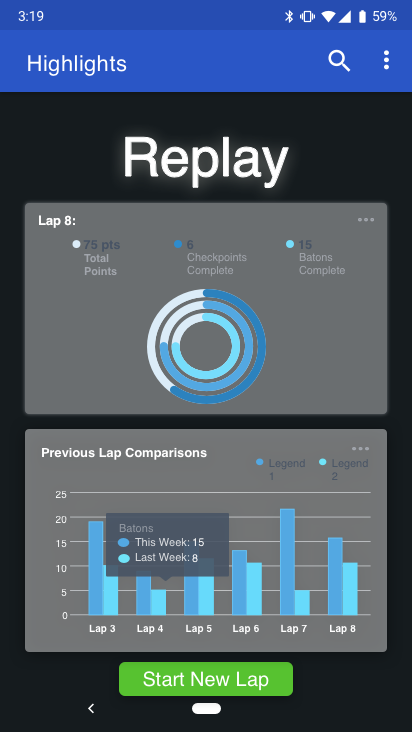 3:19
59%
Highlights
Replay
Lap 8:
75 pts
Total
Points
6
Checkpoints
Complete
15
Batons
Complete
Previous Lap Comparisons
Legend
1
Legend
2
25
20
15
10
5
0
Batons
This Week: 15
Last Week: 8
Lap 3
Lap 4
Lap 5
Lap 6
Lap 7
Lap 8
Start New Lap